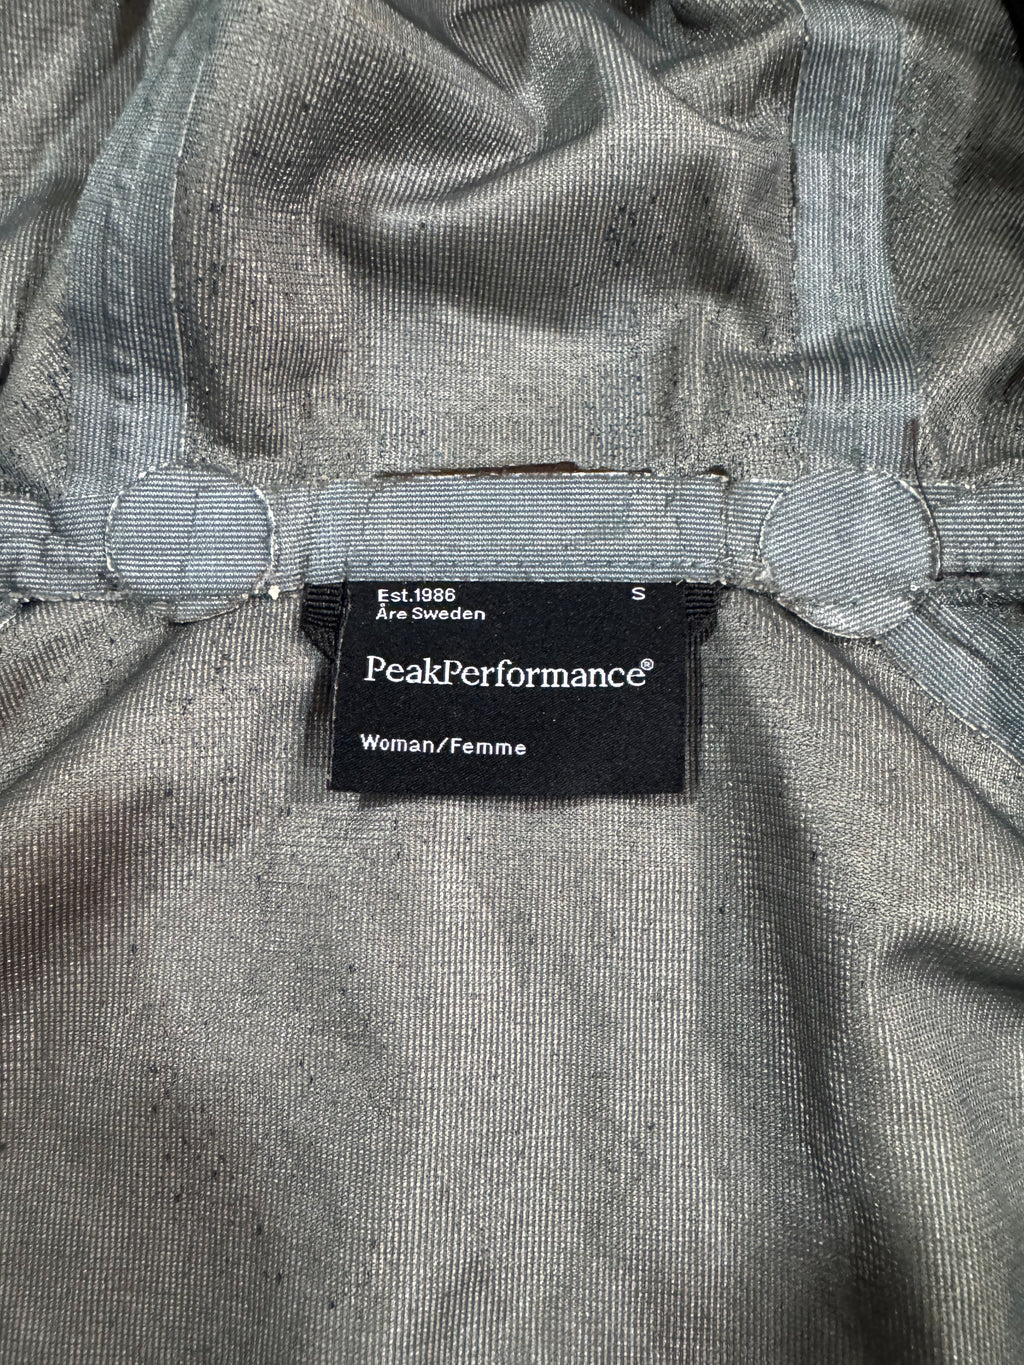 Est.1986 S
Åre Sweden
PeakPerformance®
Woman/Femme